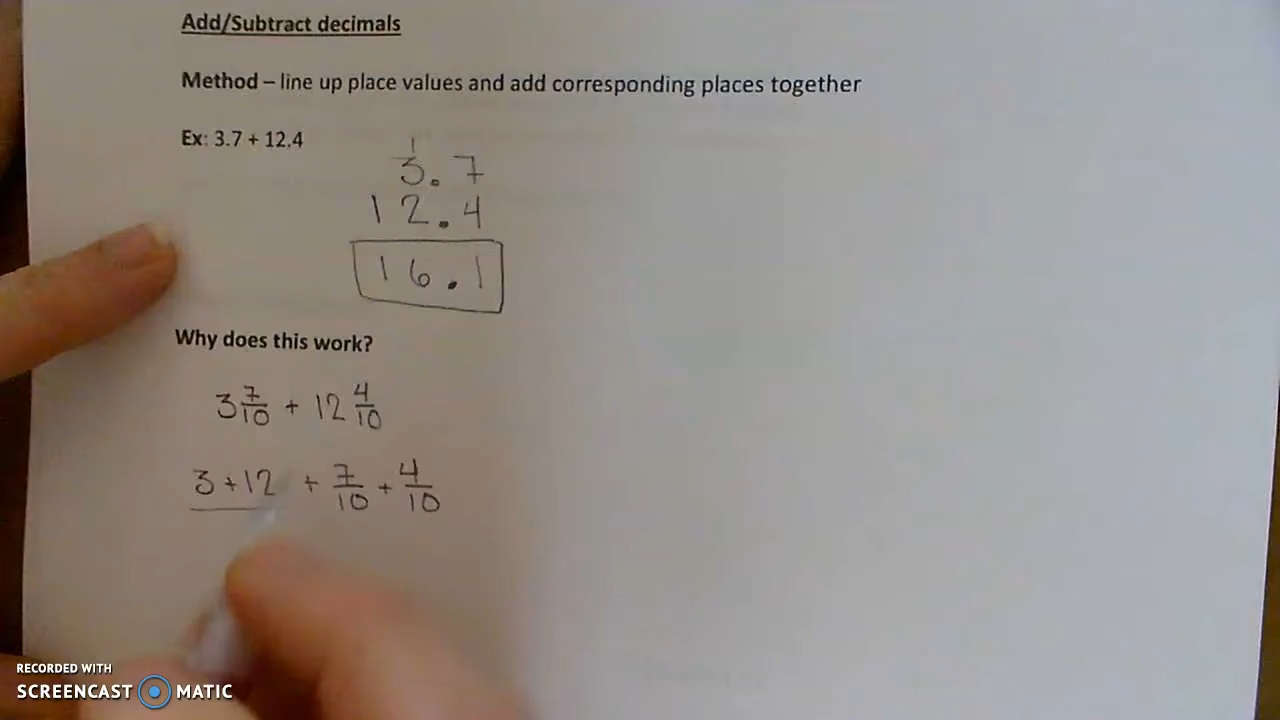 Add/Subtract decimals
Method – line up place values and add corresponding places together
Ex: 3.7 + 12.4
1
3.7
12.4
16.1
Why does this work?
3 7/10 + 12 4/10
3+12 + 7/10 + 4/10
RECORDED WITH
SCREENCAST MATIC